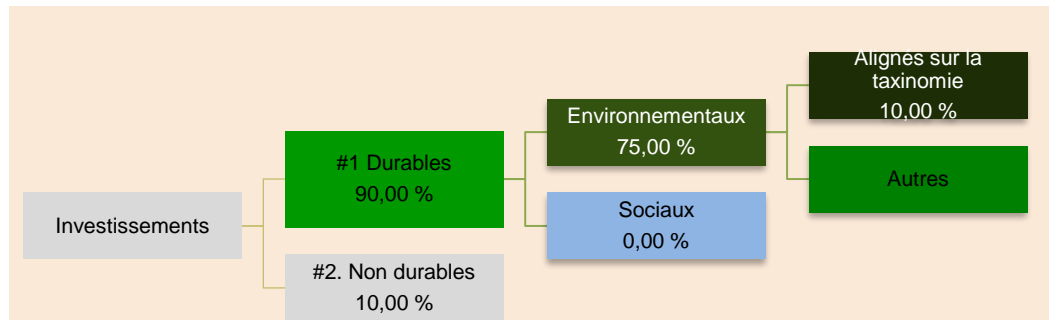 Investissements
#1 Durables
90,00 %
#2. Non durables
10,00 %
Environnementaux
75,00 %
Sociaux
0,00 %
Alignés sur la
taxinomie
10,00 %
Autres